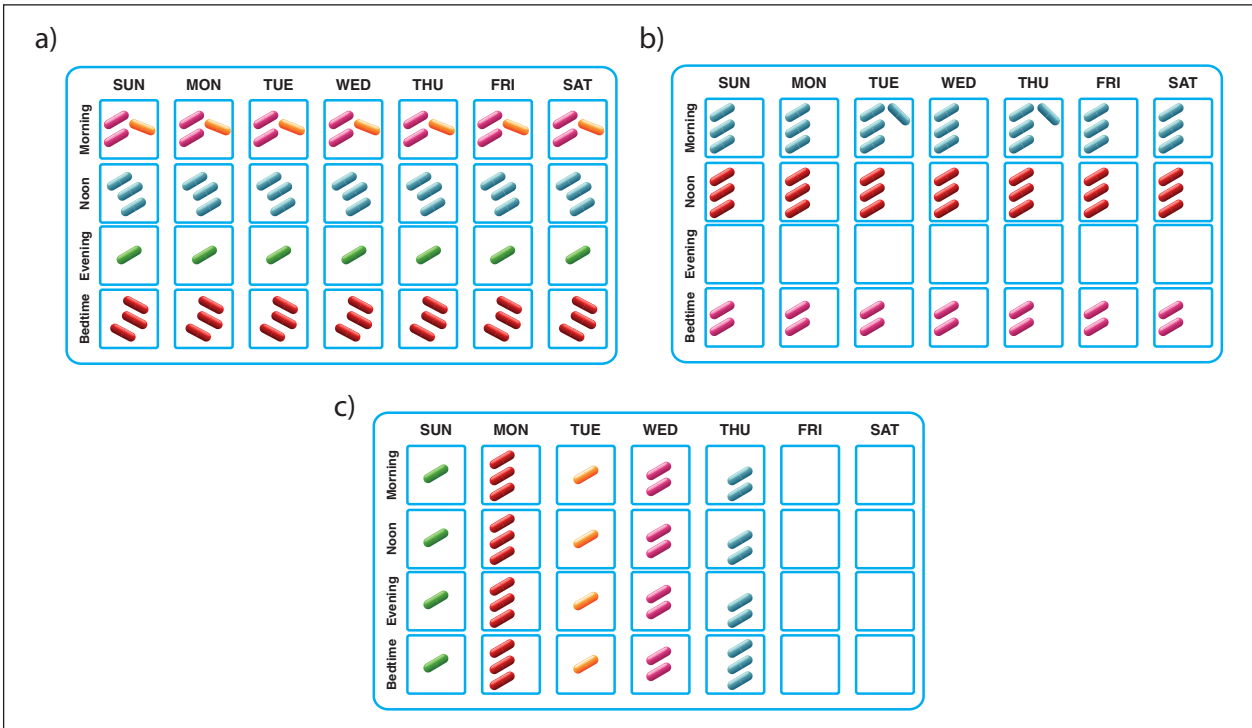 a)
SUN MON TUE WED THU FRI SAT
Morning
Noon
Evening
Bedtime
b)
SUN MON TUE WED THU FRI SAT
Morning
Noon
Evening
Bedtime
c)
SUN MON TUE WED THU FRI SAT
Morning
Noon
Evening
Bedtime